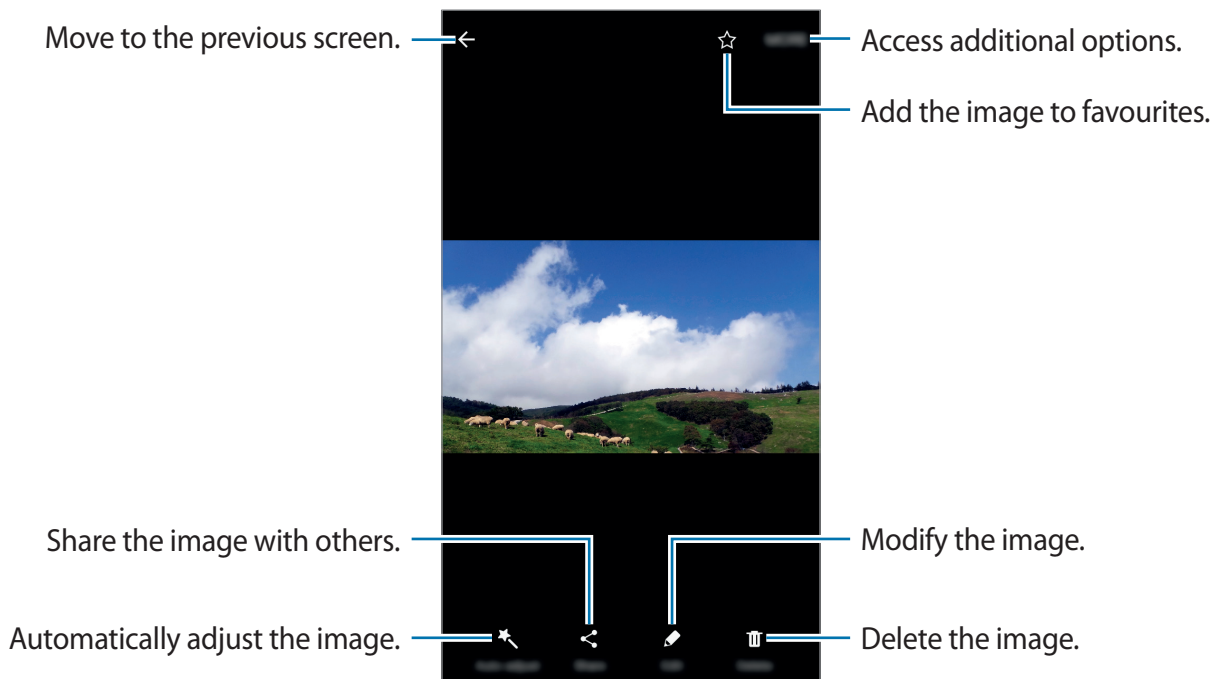 Move to the previous screen.
Access additional options.
Add the image to favourites.
Share the image with others.
Modify the image.
Automatically adjust the image.
Delete the image.